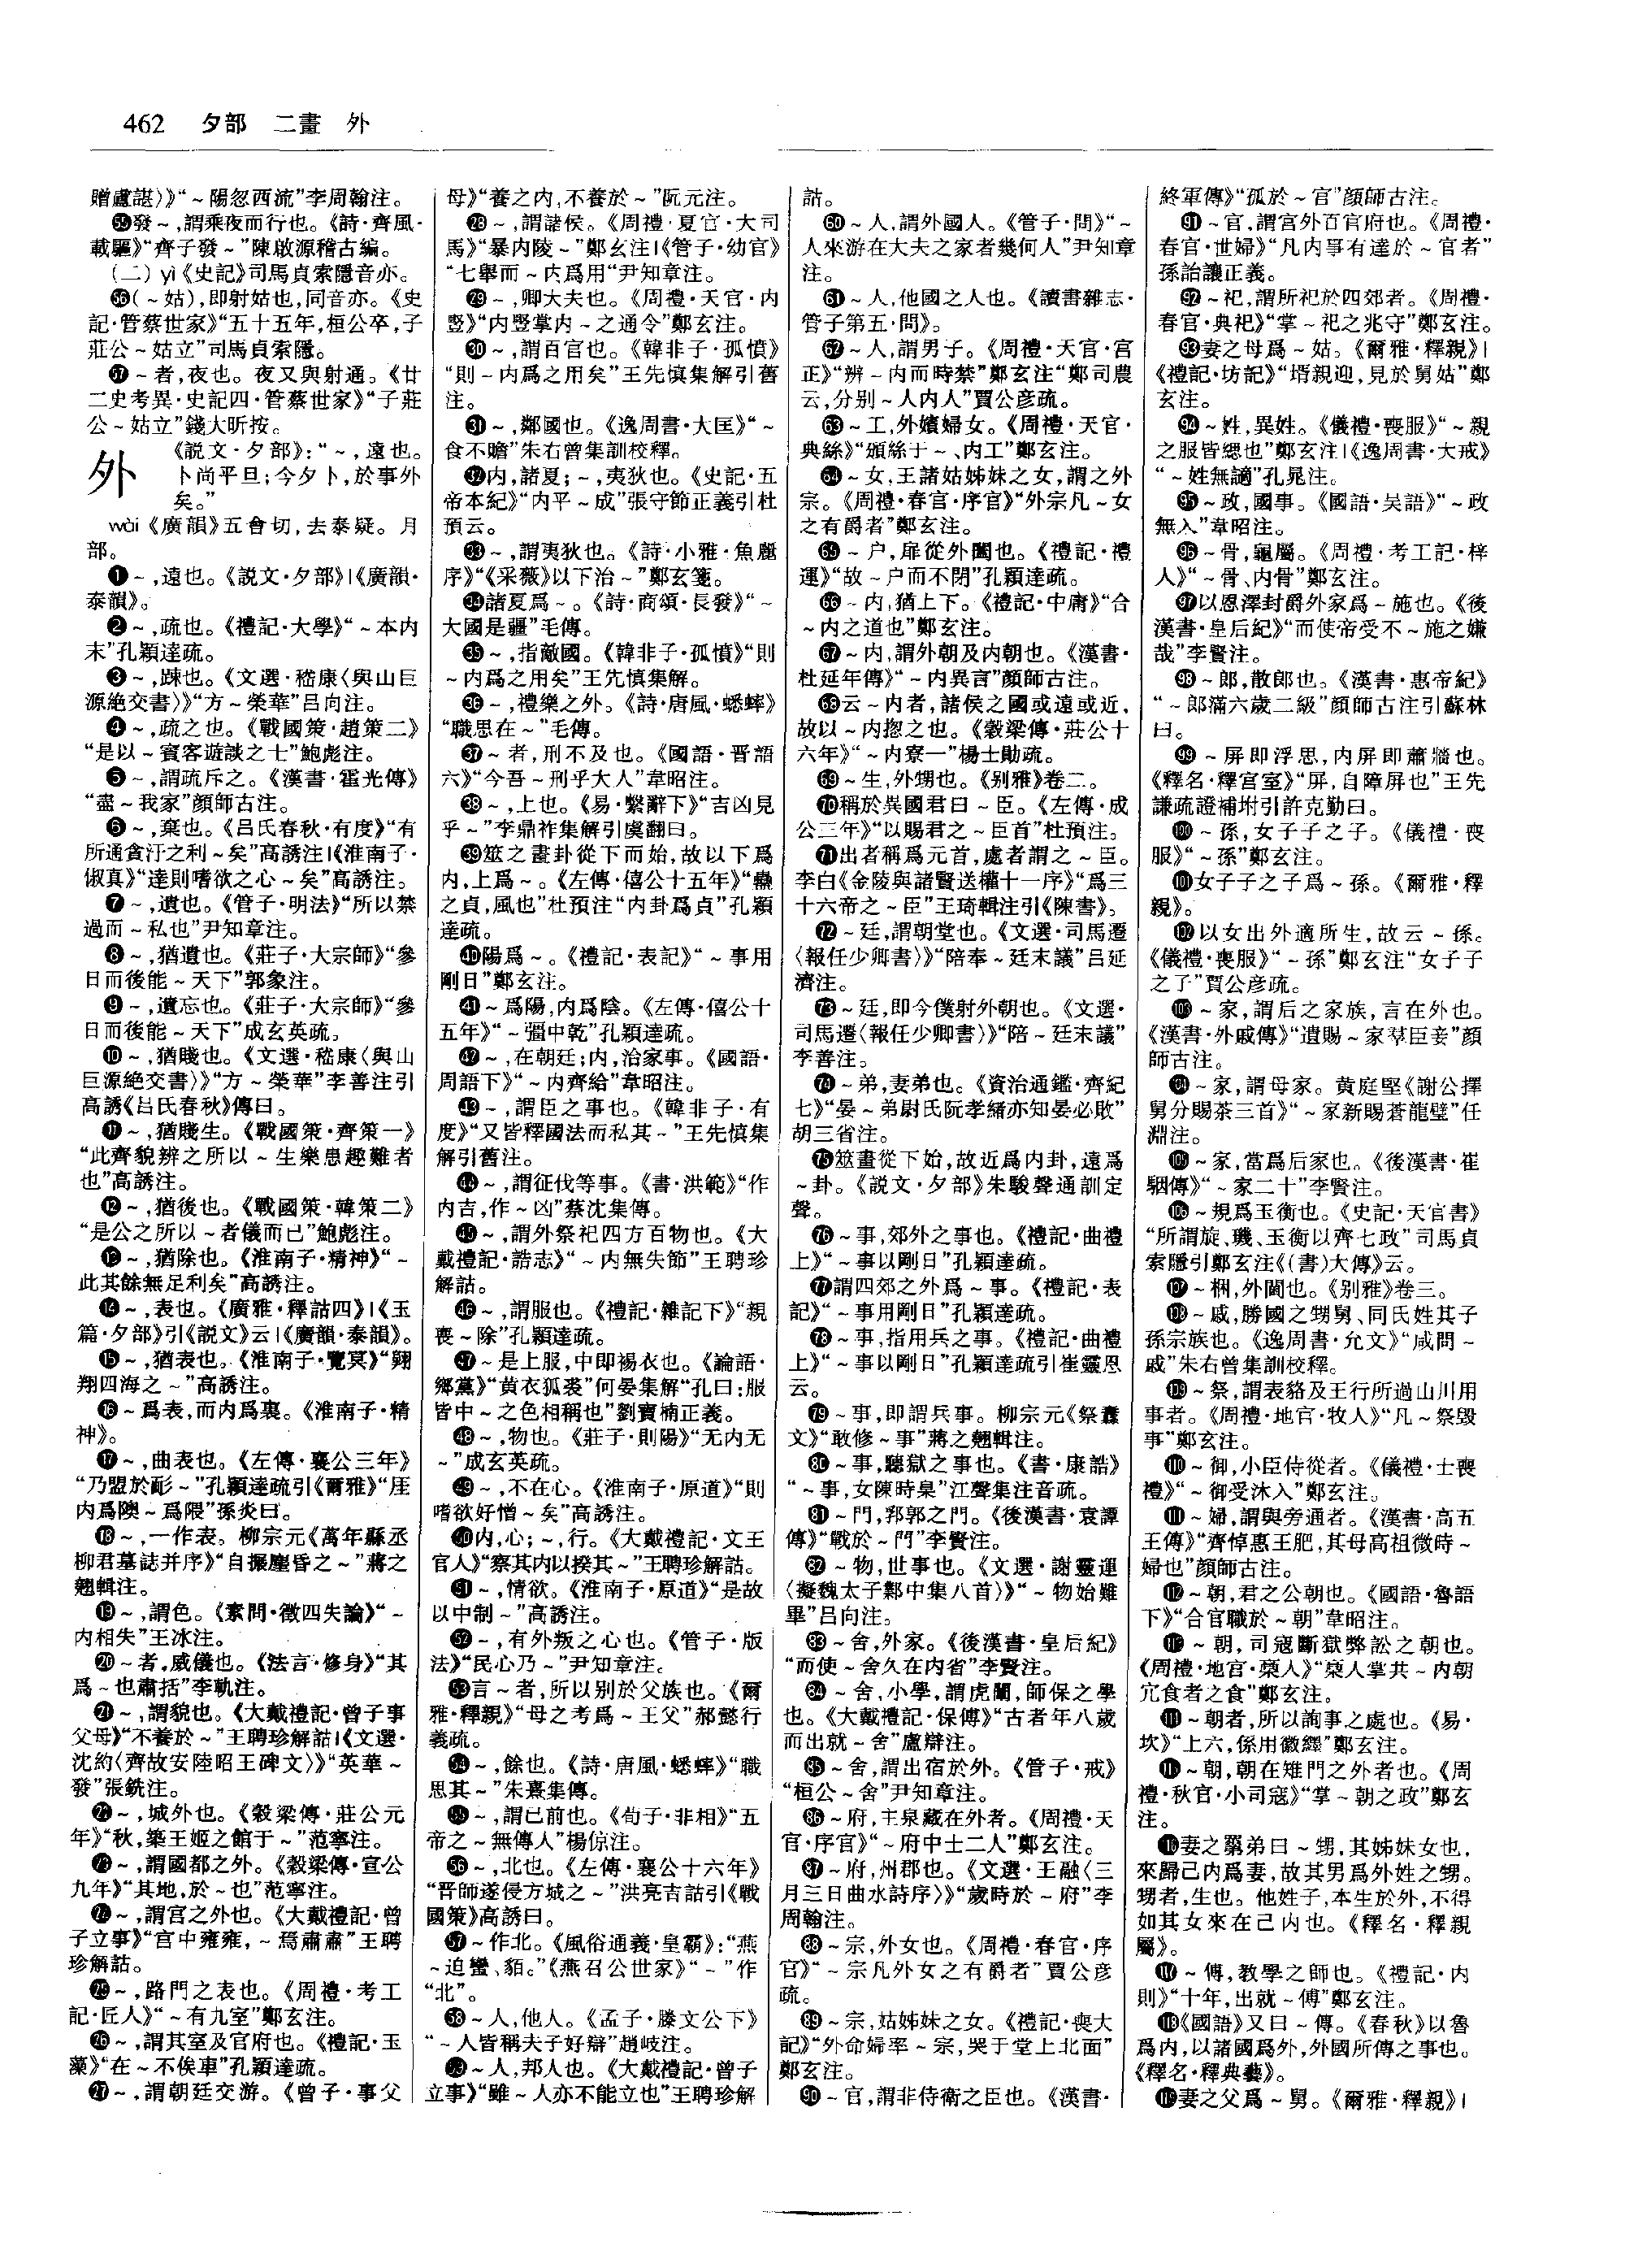 462 夕部 二畫 外
贈盧諶〉》“～陽忽西流”李周翰注。
㊺發～,謂乘夜而行也。《詩·齊風·
載驅》“齊子發～”陳啟源稽古編。
(二) yì《史記》司馬貞索隱音亦。
56(～姑),即射姑也,同音亦。《史
記·管蔡世家》“五十五年,桓公卒,子
莊公～姑立”司馬貞索隱。
57～者,夜也。夜又與射通。《廿
二史考異·史記四·管蔡世家》“子莊
公～姑立”錢大昕按。
外
《説文·夕部》:“～,遠也。
卜尚平旦;今夕卜,於事外
矣。”
wài《廣韻》五會切,去泰疑。月
部。
❶～,遠也。《説文·夕部》|《廣韻·
泰韻》。
❷～,疏也。《禮記·大學》“～本内
末”孔穎達疏。
❸～,踈也。《文選·嵇康〈與山巨
源絶交書〉》“方～榮華”吕向注。
❹～,疏之也。《戰國策·趙策二》
“是以～賓客遊談之士”鮑彪注。
❺～,謂疏斥之。《漢書·霍光傳》
“盡～我家”顔師古注。
❻～,棄也。《吕氏春秋·有度》“有
所通貪汙之利～矣”高誘注|《淮南子·
俶真》“達則嗜欲之心～矣”高誘注。
❼～,遺也。《管子·明法》“所以禁
過而～私也”尹知章注。
❽～,猶遺也。《莊子·大宗師》“參
日而後能～天下”郭象注。
❾～,遺忘也。《莊子·大宗師》“參
日而後能～天下”成玄英疏。
❿～,猶賤也。《文選·嵇康〈與山
巨源絶交書〉》“方～榮華”李善注引
高誘《吕氏春秋》傳曰。
⓫～,猶賤生。《戰國策·齊策一》
“此齊貌辨之所以～生樂患趣難者
也”高誘注。
⓬～,猶後也。《戰國策·韓策二》
“是公之所以～者儀而已”鮑彪注。
⓭～,猶除也。《淮南子·精神》“～
此其餘無足利矣”高誘注。
⓮～,表也。《廣雅·釋詁四》|《玉
篇·夕部》引《説文》云|《廣韻·泰韻》。
⓯～,猶表也。《淮南子·覽冥》“翱
翔四海之～”高誘注。
⓰～爲表,而内爲裏。《淮南子·精
神》。
⓱～,曲表也。《左傳·襄公三年》
“乃盟於耏～”孔穎達疏引《爾雅》“厓
内爲隩～爲隈”孫炎曰。
⓲～,一作表。柳宗元《萬年縣丞
柳君墓誌并序》“自振塵昏之～”蔣之
翹輯注。
⓳～,謂色。《素問·徵四失論》“～
内相失”王冰注。
⓴～者,威儀也。《法言·修身》“其
爲～也肅括”李軌注。
21～,謂貌也。《大戴禮記·曾子事
父母》“不養於～”王聘珍解詁|《文選·
沈約〈齊故安陸昭王碑文〉》“英華～
發”張銑注。
22～,城外也。《穀梁傳·莊公元
年》“秋,築王姬之館于～”范寧注。
23～,謂國都之外。《穀梁傳·宣公
九年》“其地,於～也”范寧注。
24～,謂宫之外也。《大戴禮記·曾
子立事》“宫中雍雍,～焉肅肅”王聘
珍解詁。
25～,路門之表也。《周禮·考工
記·匠人》“～有九室”鄭玄注。
26～,謂其室及官府也。《禮記·玉
藻》“在～不俟車”孔穎達疏。
27～,謂朝廷交游。《曾子·事父
母》“養之内,不養於～”阮元注。
28～,謂諸侯。《周禮·夏官·大司
馬》“暴内陵～”鄭玄注|《管子·幼官》
“七舉而～内爲用“尹知章注。
29～,卿大夫也。《周禮·天官·内
豎》“内豎掌内～之通令”鄭玄注。
30～,謂百官也。《韓非子·孤憤》
“則～内爲之用矣”王先慎集解引舊
注。
31～,鄰國也。《逸周書·大匡》“～
食不贍”朱右曾集訓校釋。
32内,諸夏;～,夷狄也。《史記·五
帝本紀》“内平～成”張守節正義引杜
預云。
33～,謂夷狄也。《詩·小雅·魚麗
序》“《采薇》以下治～”鄭玄箋。
34諸夏爲～。《詩·商頌·長發》“～
大國是疆”毛傳。
35～,指敵國。《韓非子·孤憤》“則
～内爲之用矣”王先慎集解。
36～,禮樂之外。《詩·唐風·蟋蟀》
“職思在～”毛傳。
37～者,刑不及也。《國語·晋語
六》“今吾～刑乎大人”韋昭注。
38～,上也。《易·繫辭下》“吉凶見
乎～”李鼎祚集解引虞翻曰。
39筮之畫卦從下而始,故以下爲
内,上爲～。《左傳·僖公十五年》“蠱
之貞,風也”杜預注“内卦爲貞”孔穎
達疏。
40陽爲～。《禮記·表記》“～事用
剛日”鄭玄注。
41～爲陽,内爲陰。《左傳·僖公十
五年》“～彊中乾”孔穎達疏。
42～,在朝廷;内,治家事。《國語·
周語下》“～内齊給”韋昭注。
43～,謂臣之事也。《韓非子·有
度》“又皆釋國法而私其～”王先慎集
解引舊注。
44～,謂征伐等事。《書·洪範》“作
内吉,作～凶”蔡沈集傳。
45～,謂外祭祀四方百物也。《大
戴禮記·誥志》“～内無失節”王聘珍
解詁。
46～,謂服也。《禮記·雜記下》“親
喪～除”孔穎達疏。
47～是上服,中即裼衣也。《論語·
鄉黨》“黄衣狐裘”何晏集解“孔曰:服
皆中～之色相稱也”劉寶楠正義。
48～,物也。《莊子·則陽》“无内无
～”成玄英疏。
49～,不在心。《淮南子·原道》“則
嗜欲好憎～矣”高誘注。
50内,心;～,行。《大戴禮記·文王
官人》“察其内以揆其～”王聘珍解詁。
51～,情欲。《淮南子·原道》“是故
以中制～”高誘注。
52～,有外叛之心也。《管子·版
法》“民心乃～”尹知章注。
53言～者,所以别於父族也。《爾
雅·釋親》“母之考爲～王父”郝懿行
義疏。
54～,餘也。《詩·唐風·蟋蟀》“職
思其～”朱熹集傳。
55～,謂已前也。《荀子·非相》“五
帝之～無傳人”楊倞注。
56～,北也。《左傳·襄公十六年》
“晋師遂侵方城之～”洪亮吉詁引《戰
國策》高誘曰。
57～作北。《風俗通義·皇霸》:“燕
～迫蠻、貊。”《燕召公世家》“～”作
“北”。
58～人,他人。《孟子·滕文公下》
“～人皆稱夫子好辯”趙岐注。
59～人,邦人也。《大戴禮記·曾子
立事》“雖～人亦不能立也”王聘珍解
詁。
60～人,謂外國人。《管子·問》“～
人來游在大夫之家者幾何人”尹知章
注。
61～人,他國之人也。《讀書雜志·
管子第五·問》。
62～人,謂男子。《周禮·天官·宫
正》“辨～内而時禁”鄭玄注“鄭司農
云,分别～人内人”賈公彦疏。
63～工,外嬪婦女。《周禮·天官·
典絲》“頒絲于～、内工”鄭玄注。
64～女,王諸姑姊妹之女,謂之外
宗。《周禮·春官·序官》“外宗凡～女
之有爵者”鄭玄注。
65～户,扉從外闔也。《禮記·禮
運》“故～户而不閉”孔穎達疏。
66～内,猶上下。《禮記·中庸》“合
～内之道也”鄭玄注。
67～内,謂外朝及内朝也。《漢書·
杜延年傳》“～内異言”顔師古注。
68云～内者,諸侯之國或遠或近,
故以～内揔之也。《穀梁傳·莊公十
六年》“～内寮一”楊士勛疏。
69～生,外甥也。《别雅》卷二。
70稱於異國君曰～臣。《左傳·成
公二年》“以賜君之～臣首”杜預注。
71出者稱爲元首,處者謂之～臣。
李白《金陵與諸賢送權十一序》“爲三
十六帝之～臣”王琦輯注引《陳書》。
72～廷,謂朝堂也。《文選·司馬遷
〈報任少卿書〉》“陪奉～廷末議”吕延
濟注。
73～廷,即今僕射外朝也。《文選·
司馬遷〈報任少卿書〉》“陪～廷末議”
李善注。
74～弟,妻弟也。《資治通鑑·齊紀
七》“晏～弟尉氏阮孝緒亦知晏必敗”
胡三省注。
75筮畫從下始,故近爲内卦,遠爲
～卦。《説文·夕部》朱駿聲通訓定
聲。
76～事,郊外之事也。《禮記·曲禮
上》“～事以剛日”孔穎達疏。
77謂四郊之外爲～事。《禮記·表
記》“～事用剛日”孔穎達疏。
78～事,指用兵之事。《禮記·曲禮
上》“～事以剛日”孔穎達疏引崔靈恩
云。
79～事,即謂兵事。柳宗元《祭纛
文》“敢修～事”蔣之翹輯注。
80～事,聽獄之事也。《書·康誥》
“～事,女陳時臬”江聲集注音疏。
81～門,郛郭之門。《後漢書·袁譚
傳》“戰於～門”李賢注。
82～物,世事也。《文選·謝靈運
〈擬魏太子鄴中集八首〉》“～物始難
畢”吕向注。
83～舍,外家。《後漢書·皇后紀》
“而使～舍久在内省”李賢注。
84～舍,小學,謂虎闈,師保之學
也。《大戴禮記·保傅》“古者年八歲
而出就～舍”盧辯注。
85～舍,謂出宿於外。《管子·戒》
“桓公～舍”尹知章注。
86～府,主泉藏在外者。《周禮·天
官·序官》“～府中士二人”鄭玄注。
87～府,州郡也。《文選·王融〈三
月三日曲水詩序〉》“歲時於～府”李
周翰注。
88～宗,外女也。《周禮·春官·序
官》“～宗凡外女之有爵者”賈公彦
疏。
89～宗,姑姊妹之女。《禮記·喪大
記》“外命婦率～宗,哭于堂上北面”
鄭玄注。
90～官,謂非侍衛之臣也。《漢書·
終軍傳》“孤於～官”顔師古注。
91～官,謂宫外百官府也。《周禮·
春官·世婦》“凡内事有達於～官者”
孫詒讓正義。
92～祀,謂所祀於四郊者。《周禮·
春官·典祀》“掌～祀之兆守”鄭玄注。
93妻之母爲～姑。《爾雅·釋親》|
《禮記·坊記》“壻親迎,見於舅姑”鄭
玄注。
94～姓,異姓。《儀禮·喪服》“～親
之服皆緦也”鄭玄注|《逸周書·大戒》
“～姓無讁”孔晁注。
95～政,國事。《國語·吴語》“～政
無入”韋昭注。
96～骨,龜屬。《周禮·考工記·梓
人》“～骨、内骨”鄭玄注。
97以恩澤封爵外家爲～施也。《後
漢書·皇后紀》“而使帝受不～施之嫌
哉”李賢注。
98～郎,散郎也。《漢書·惠帝紀》
“～郎滿六歲二級”顔師古注引蘇林
曰。
99～屏即浮思,内屏即蕭牆也。
《釋名·釋宫室》“屏,自障屏也”王先
謙疏證補坿引許克勤曰。
100～孫,女子子之子。《儀禮·喪
服》“～孫”鄭玄注。
101女子子之子爲～孫。《爾雅·釋
親》。
102以女出外適所生,故云～孫。
《儀禮·喪服》“～孫”鄭玄注“女子子
之子”賈公彦疏。
103～家,謂后之家族,言在外也。
《漢書·外戚傳》“遺賜～家羣臣妾”顔
師古注。
104～家,謂母家。黄庭堅《謝公擇
舅分賜茶三首》“～家新賜蒼龍璧”任
淵注。
105～家,當爲后家也。《後漢書·崔
駰傳》“～家二十”李賢注。
106～規爲玉衡也。《史記·天官書》
“所謂旋、璣、玉衡以齊七政”司馬貞
索隱引鄭玄注《(書)大傳》云。
107～梱,外閫也。《别雅》卷三。
108～戚,勝國之甥舅、同氏姓其子
孫宗族也。《逸周書·允文》“咸問～
戚”朱右曾集訓校釋。
109～祭,謂表貉及王行所過山川用
事者。《周禮·地官·牧人》“凡～祭毁
事”鄭玄注。
110～御,小臣侍從者。《儀禮·士喪
禮》“～御受沐入”鄭玄注。
111～婦,謂與旁通者。《漢書·高五
王傳》“齊悼惠王肥,其母高祖微時～
婦也”顔師古注。
112～朝,君之公朝也。《國語·魯語
下》“合官職於～朝”韋昭注。
113～朝,司寇斷獄弊訟之朝也。
《周禮·地官·槀人》“槀人掌共～内朝
冗食者之食”鄭玄注。
114～朝者,所以詢事之處也。《易·
坎》“上六,係用徽纆”鄭玄注。
115～朝,朝在雉門之外者也。《周
禮·秋官·小司寇》“掌～朝之政”鄭玄
注。
116妻之晜弟曰～甥,其姊妹女也,
來歸己内爲妻,故其男爲外姓之甥。
甥者,生也。他姓子,本生於外,不得
如其女來在己内也。《釋名·釋親
屬》。
117～傅,教學之師也。《禮記·内
則》“十年,出就～傅”鄭玄注。
118《國語》又曰～傳。《春秋》以魯
爲内,以諸國爲外,外國所傳之事也。
《釋名·釋典藝》。
119妻之父爲～舅。《爾雅·釋親》|